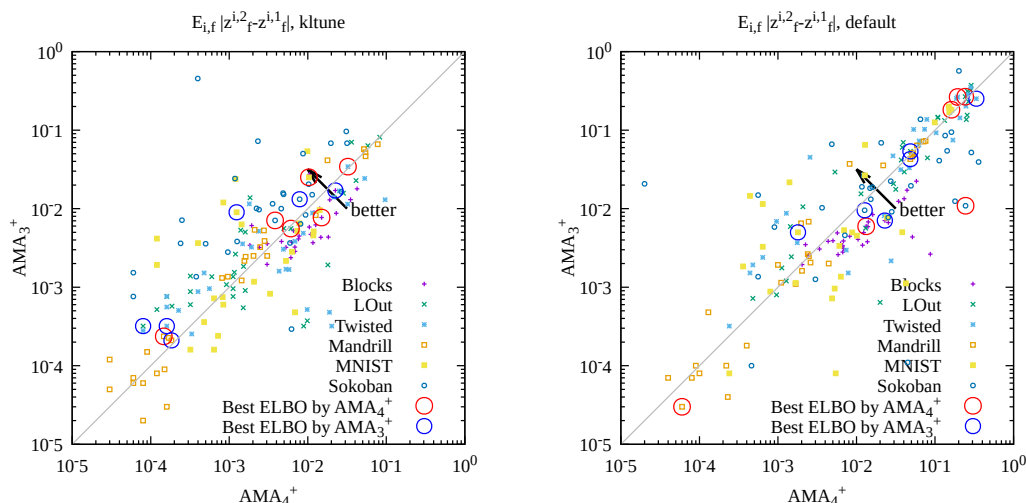 E_{i,f} |z^{i,2}_f-z^{i,1}_f|, kltune
10^0
10^-1
10^-2
10^-3
10^-4
10^-5
AMA_3^+
better
Blocks
LOut
Twisted
Mandrill
MNIST
Sokoban
Best ELBO by AMA_4^+
Best ELBO by AMA_3^+
10^-5 10^-4 10^-3 10^-2 10^-1 10^0
AMA_4^+
E_{i,f} |z^{i,2}_f-z^{i,1}_f|, default
10^0
10^-1
10^-2
10^-3
10^-4
10^-5
AMA_3^+
better
Blocks
LOut
Twisted
Mandrill
MNIST
Sokoban
Best ELBO by AMA_4^+
Best ELBO by AMA_3^+
10^-5 10^-4 10^-3 10^-2 10^-1 10^0
AMA_4^+